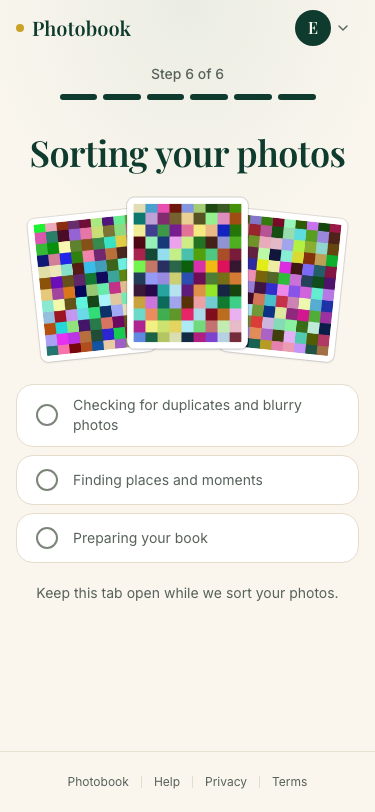 Photobook
E
Step 6 of 6
Sorting your photos
Checking for duplicates and blurry
photos
Finding places and moments
Preparing your book
Keep this tab open while we sort your photos.
Photobook
Help
Privacy
Terms